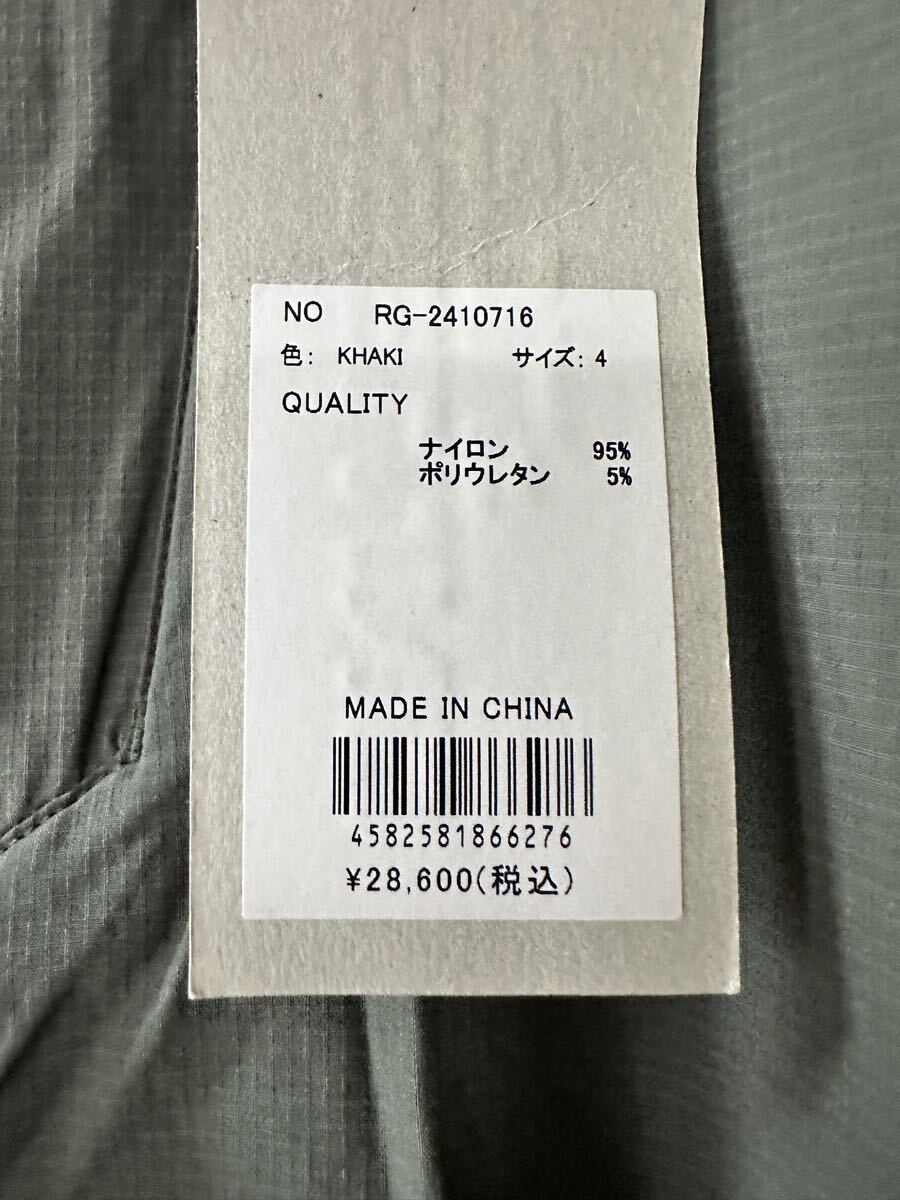 NO RG-2410716
色: KHAKI サイズ: 4
QUALITY
ナイロン 95%
ポリウレタン 5%
MADE IN CHINA
4582581866276
¥28,600(税込)